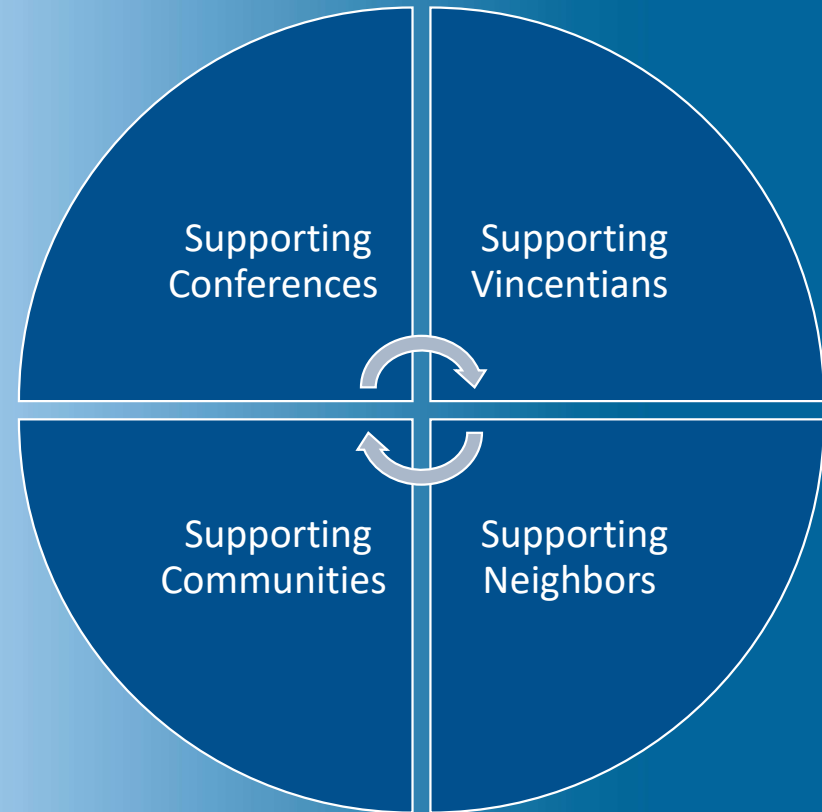 Supporting
Conferences
Supporting
Vincentians
Supporting
Communities
Supporting
Neighbors